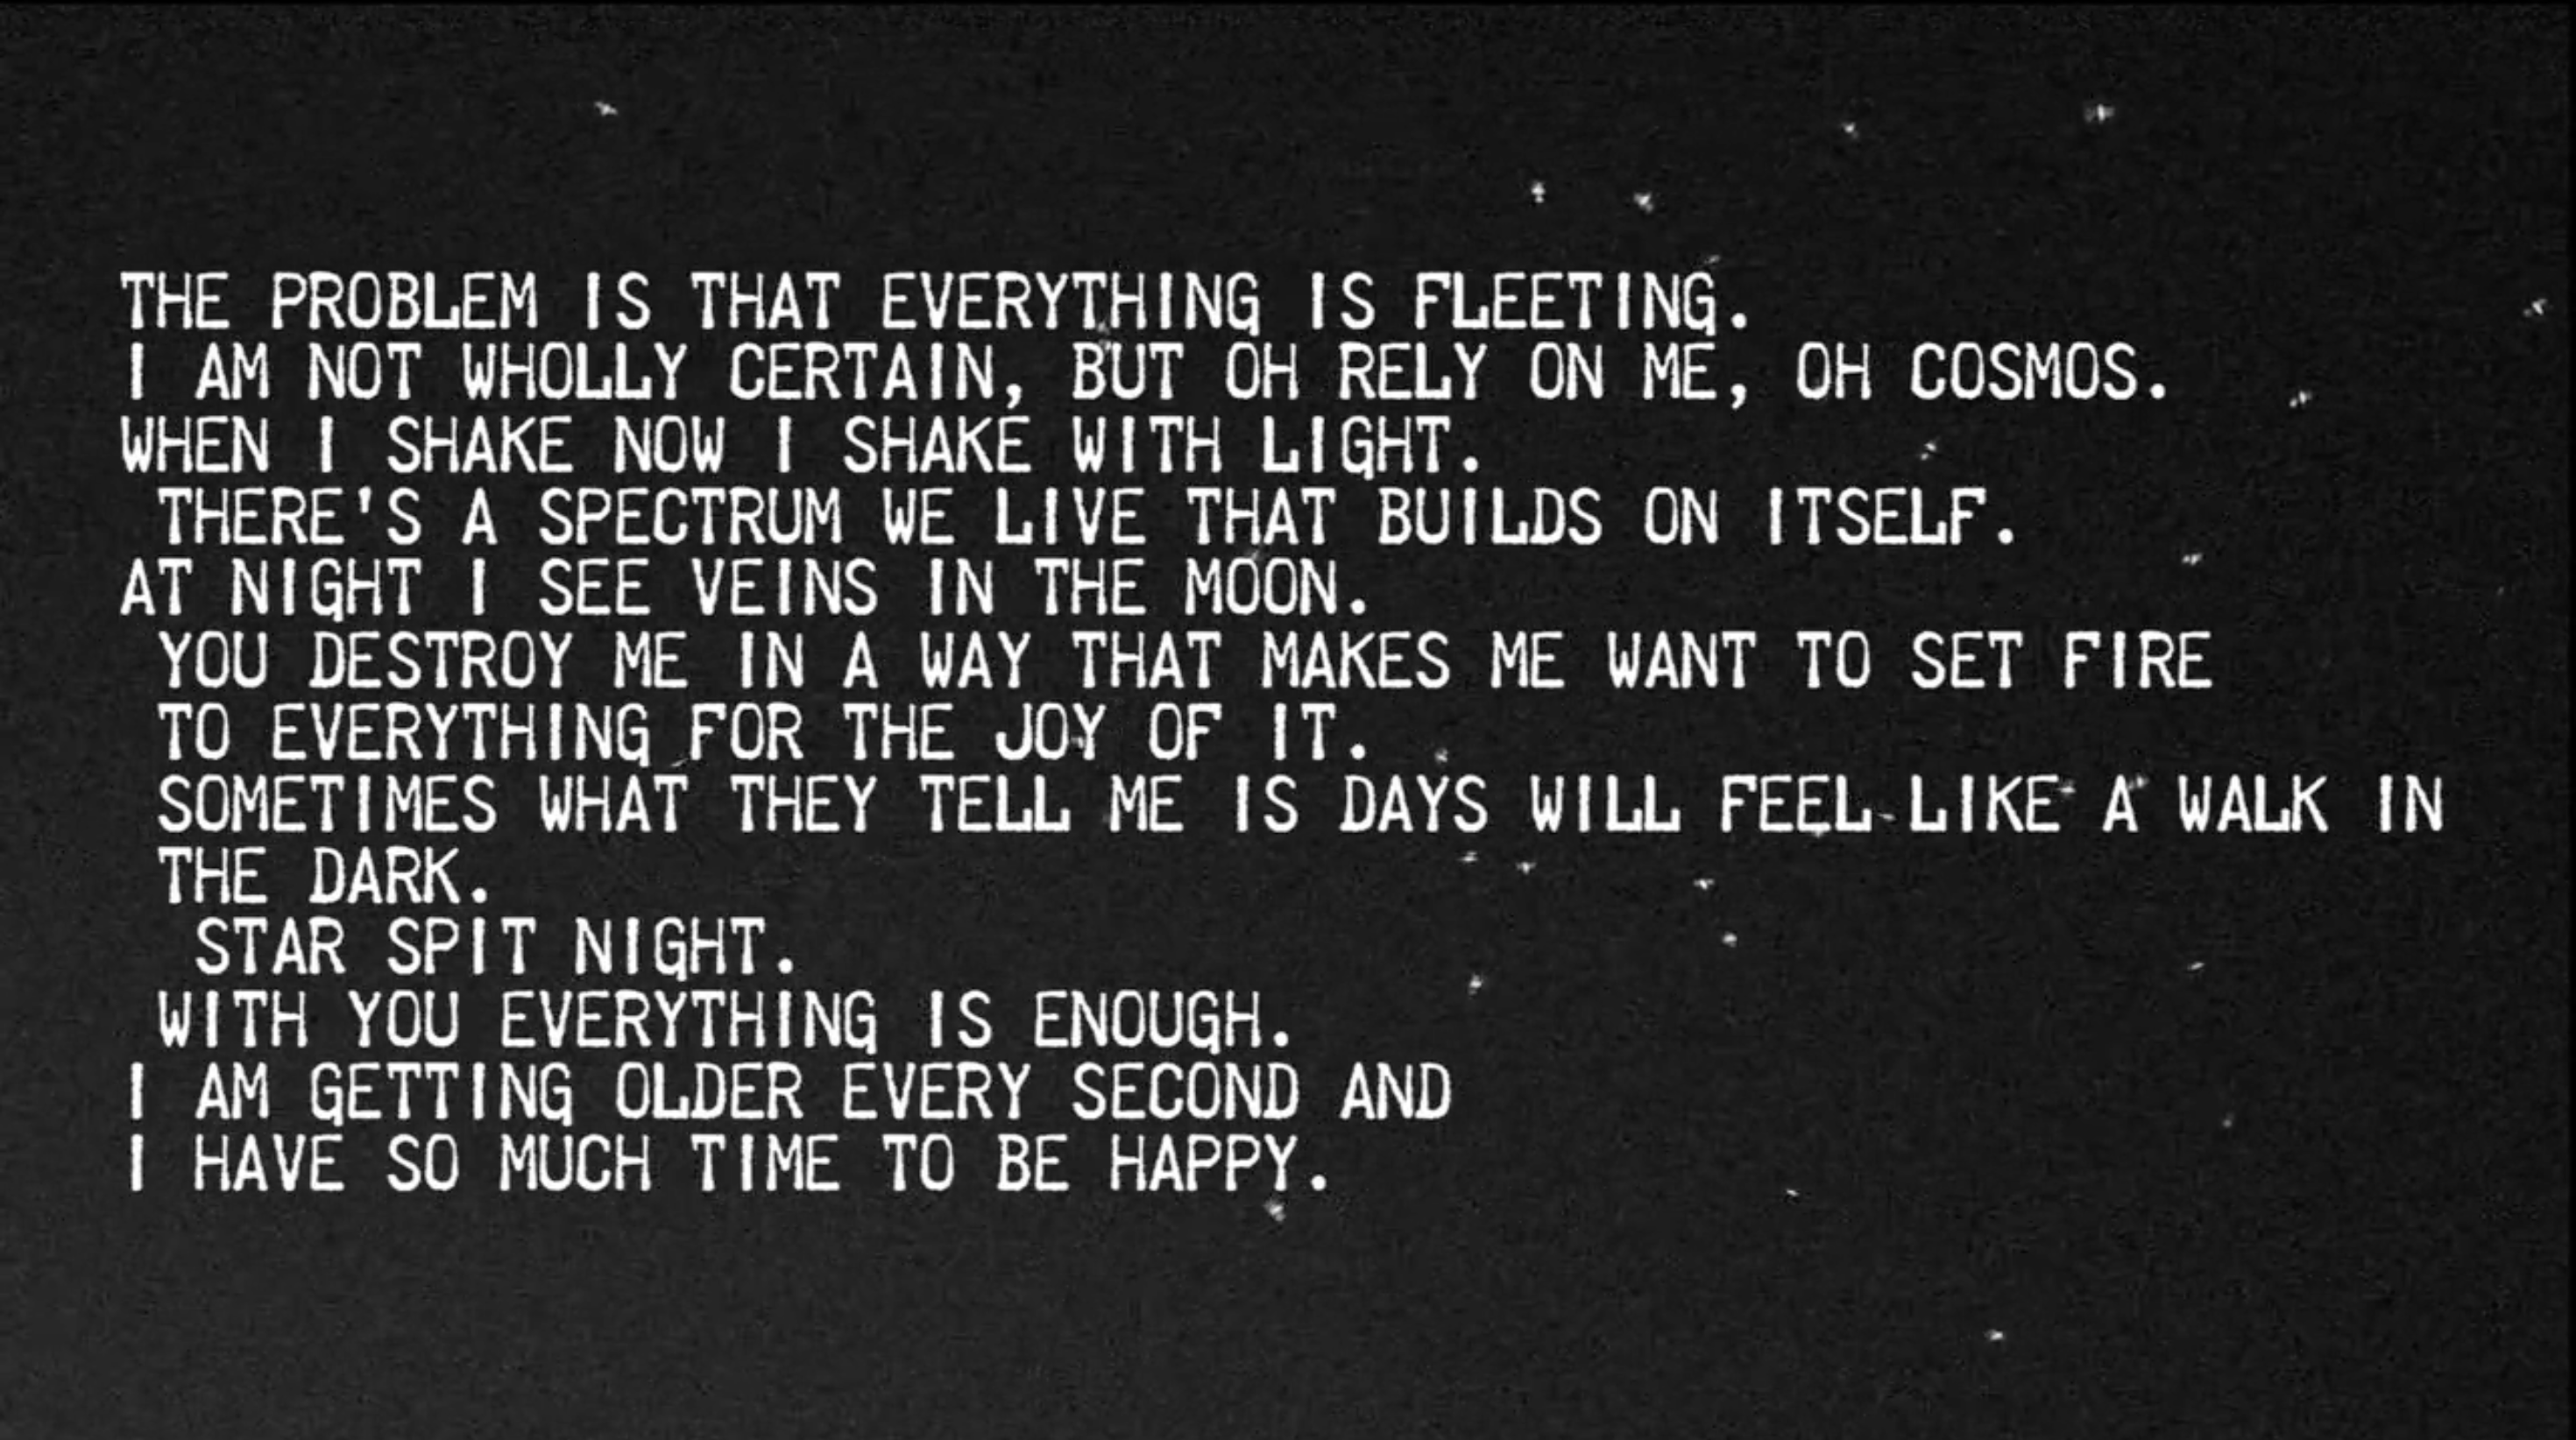 THE PROBLEM IS THAT EVERYTHING IS FLEETING.
I AM NOT WHOLLY CERTAIN, BUT OH RELY ON ME, OH COSMOS.
WHEN I SHAKE NOW I SHAKE WITH LIGHT.
THERE'S A SPECTRUM WE LIVE THAT BUILDS ON ITSELF.
AT NIGHT I SEE VEINS IN THE MOON.
YOU DESTROY ME IN A WAY THAT MAKES ME WANT TO SET FIRE
TO EVERYTHING FOR THE JOY OF IT.
SOMETIMES WHAT THEY TELL ME IS DAYS WILL FEEL LIKE A WALK IN
THE DARK.
STAR SPIT NIGHT.
WITH YOU EVERYTHING IS ENOUGH.
I AM GETTING OLDER EVERY SECOND AND
I HAVE SO MUCH TIME TO BE HAPPY.